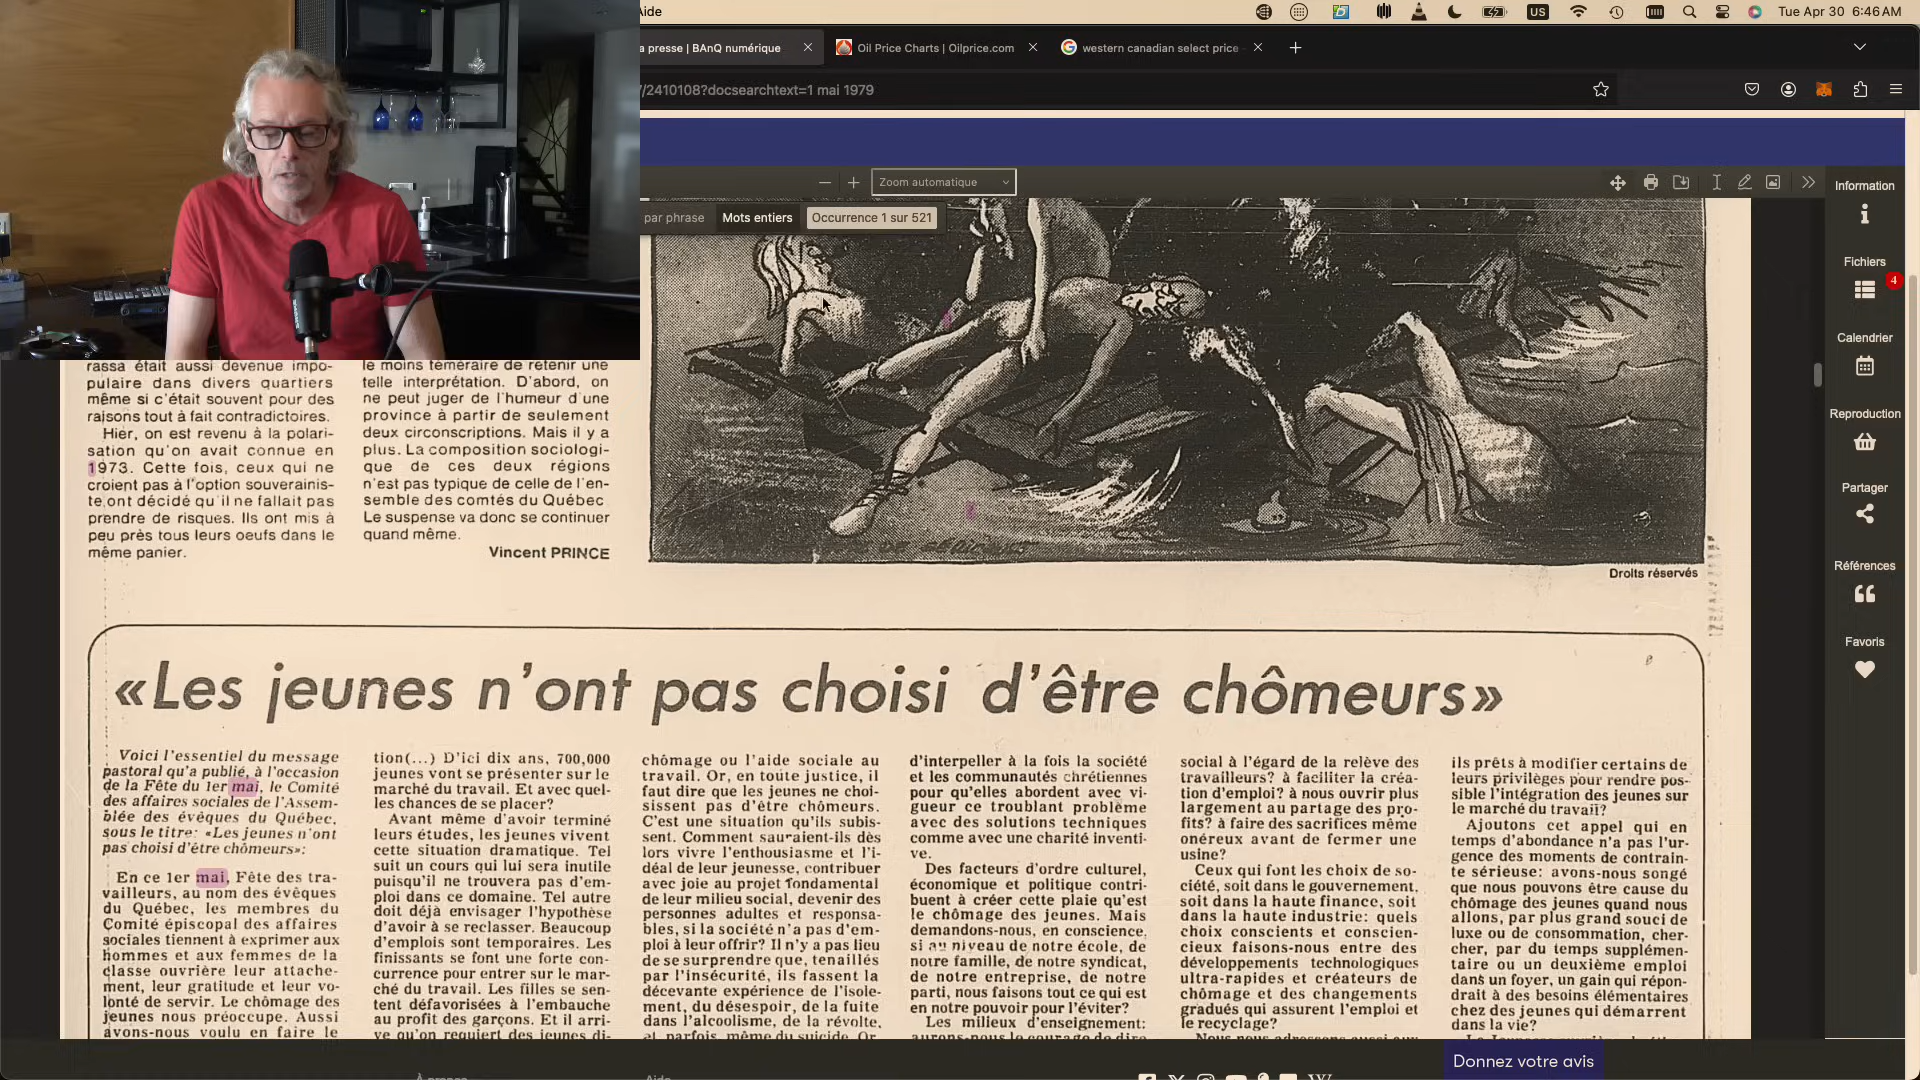 Aide
US
Tue Apr 30 6:46 AM
a presse | BAnQ numérique
Oil Price Charts | Oilprice.com
western canadian select price
/2410108?docsearchtext=1 mai 1979
Zoom automatique
par phrase
Mots entiers
Occurrence 1 sur 521
Information
Fichiers
4
Calendrier
Reproduction
Partager
Références
Favoris
rassa était aussi devenue impo-
pulaire dans divers quartiers
même si c'était souvent pour des
raisons tout à fait contradictoires.
Hier, on est revenu à la polari-
sation qu'on avait connue en
1973. Cette fois, ceux qui ne
croient pas à l'option souverainis-
te ont décidé qu'il ne fallait pas
prendre de risques. Ils ont mis à
peu près tous leurs oeufs dans le
même panier.
le moins téméraire de retenir une
telle interprétation. D'abord, on
ne peut juger de l'humeur d'une
province à partir de seulement
deux circonscriptions. Mais il y a
plus. La composition sociologi-
que de ces deux régions
n'est pas typique de celle de l'en-
semble des comtés du Québec
Le suspense va donc se continuer
quand même.
Vincent PRINCE
Droits réservés
«Les jeunes n'ont pas choisi d'être chômeurs»
Voici l'essentiel du message
pastoral qu'a publié, à l'occasion
de la Fête du 1er mai, le Comité
des affaires sociales de l'Assem-
blée des évêques du Québec,
sous le titre: «Les jeunes n'ont
pas choisi d'être chômeurs»:
En ce 1er mai, Fête des tra-
vailleurs, au nom des évêques
du Québec, les membres du
Comité épiscopal des affaires
sociales tiennent à exprimer aux
hommes et aux femmes de la
classe ouvrière leur attache-
ment, leur gratitude et leur vo-
lonté de servir. Le chômage des
jeunes nous préoccupe. Aussi
avons-nous voulu en faire le
tion(...) D'ici dix ans, 700,000
jeunes vont se présenter sur le
marché du travail. Et avec quel-
les chances de se placer?
Avant même d'avoir terminé
leurs études, les jeunes vivent
cette situation dramatique. Tel
suit un cours qui lui sera inutile
puisqu'il ne trouvera pas d'em-
ploi dans ce domaine. Tel autre
doit déjà envisager l'hypothèse
d'avoir à se reclasser. Beaucoup
d'emplois sont temporaires. Les
finissants se font une forte con-
currence pour entrer sur le mar-
ché du travail. Les filles se sen-
tent défavorisées à l'embauche
au profit des garçons. Et il arri-
ve qu'on requiert des jeunes di-
chômage ou l'aide sociale au
travail. Or, en toute justice, il
faut dire que les jeunes ne choi-
sissent pas d'être chômeurs.
C'est une situation qu'ils subis-
sent. Comment sauraient-ils dès
lors vivre l'enthousiasme et l'i-
déal de leur jeunesse, contribuer
avec joie au projet fondamental
de leur milieu social, devenir des
personnes adultes et responsa-
bles, si la société n'a pas d'em-
ploi à leur offrir? Il n'y a pas lieu
de se surprendre que, tenaillés
par l'insécurité, ils fassent la
décevante expérience de l'isole-
ment, du désespoir, de la fuite
dans l'alcoolisme, de la révolte,
et parfois même du suicide. Or,
d'interpeller à la fois la société
et les communautés chrétiennes
pour qu'elles abordent avec vi-
gueur ce troublant problème
avec des solutions techniques
comme avec une charité inventi-
ve.
Des facteurs d'ordre culturel,
économique et politique contri-
buent à créer cette plaie qu'est
le chômage des jeunes. Mais
demandons-nous, en conscience,
si au niveau de notre école, de
notre famille, de notre syndicat,
de notre entreprise, de notre
parti, nous faisons tout ce qui est
en notre pouvoir pour l'éviter?
Les milieux d'enseignement:
aurons-nous le courage de dire
social à l'égard de la relève des
travailleurs? à faciliter la créa-
tion d'emploi? à nous ouvrir plus
largement au partage des pro-
fits? à faire des sacrifices même
onéreux avant de fermer une
usine?
Ceux qui font les choix de so-
ciété, soit dans le gouvernement,
soit dans la haute finance, soit
dans la haute industrie: quels
choix conscients et conscien-
cieux faisons-nous entre des
développements technologiques
ultra-rapides et créateurs de
chômage et des changements
gradués qui assurent l'emploi et
le recyclage?
Nous nous adressons aussi aux
ils prêts à modifier certains de
leurs privilèges pour rendre pos-
sible l'intégration des jeunes sur
le marché du travail?
Ajoutons cet appel qui en
temps d'abondance n'a pas l'ur-
gence des moments de contrain-
te sérieuse: avons-nous songé
que nous pouvons être cause du
chômage des jeunes quand nous
allons, par plus grand souci de
luxe ou de consommation, cher-
cher, par du temps supplémen-
taire ou un deuxième emploi
dans un foyer, un gain qui répon-
drait à des besoins élémentaires
chez des jeunes qui démarrent
dans la vie?
Donnez votre avis
À propos
Aide